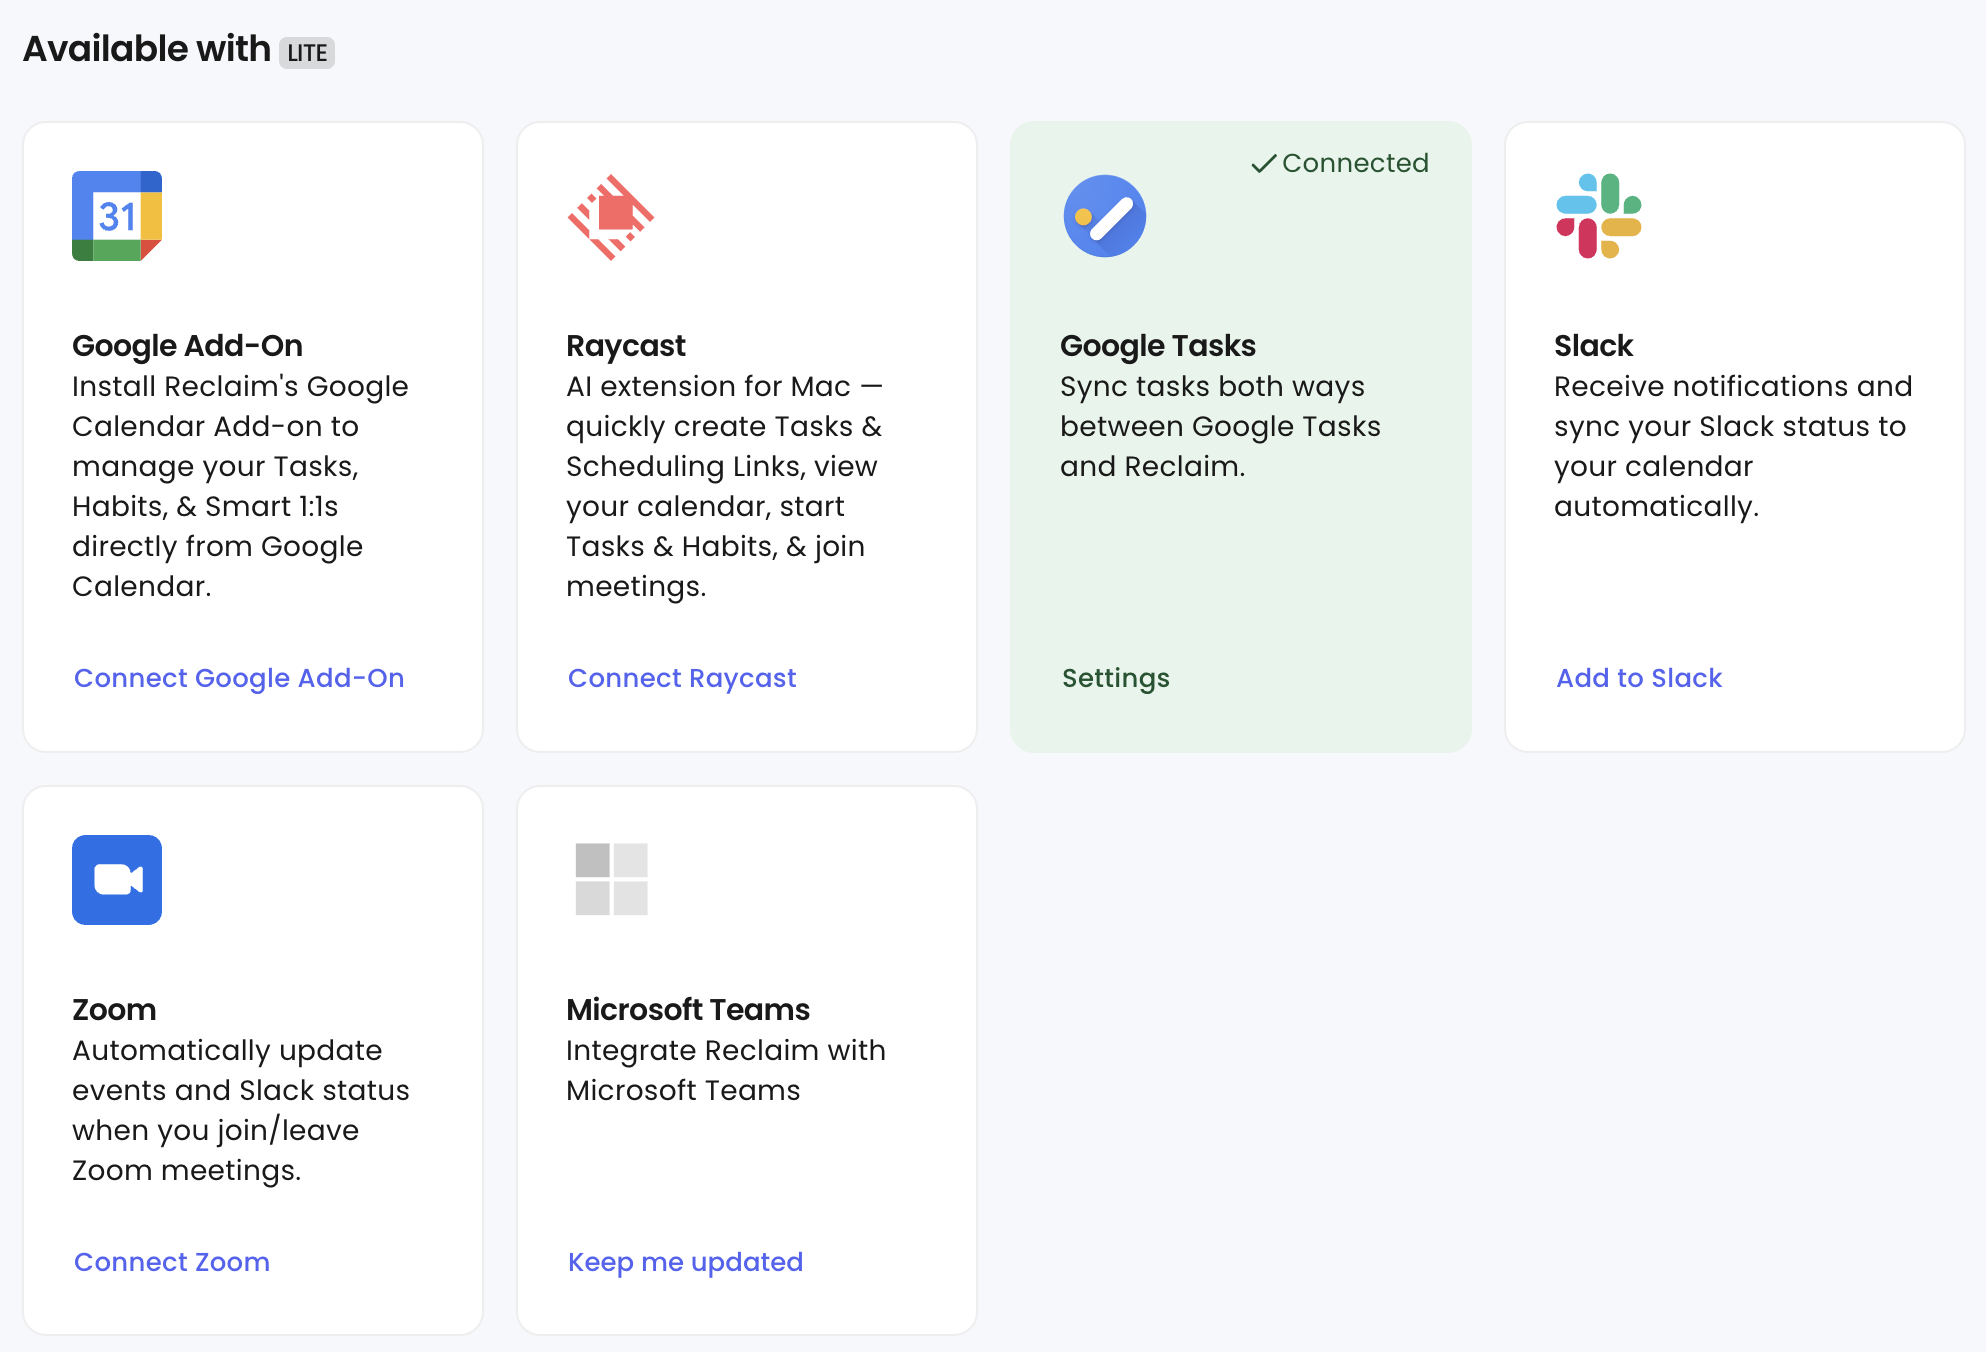 Available with LITE
31
Google Add-On
Install Reclaim's Google
Calendar Add-on to
manage your Tasks,
Habits, & Smart 1:1s
directly from Google
Calendar.
Connect Google Add-On
Raycast
AI extension for Mac —
quickly create Tasks &
Scheduling Links, view
your calendar, start
Tasks & Habits, & join
meetings.
Connect Raycast
Connected
Google Tasks
Sync tasks both ways
between Google Tasks
and Reclaim.
Settings
Slack
Receive notifications and
sync your Slack status to
your calendar
automatically.
Add to Slack
Zoom
Automatically update
events and Slack status
when you join/leave
Zoom meetings.
Connect Zoom
Microsoft Teams
Integrate Reclaim with
Microsoft Teams
Keep me updated